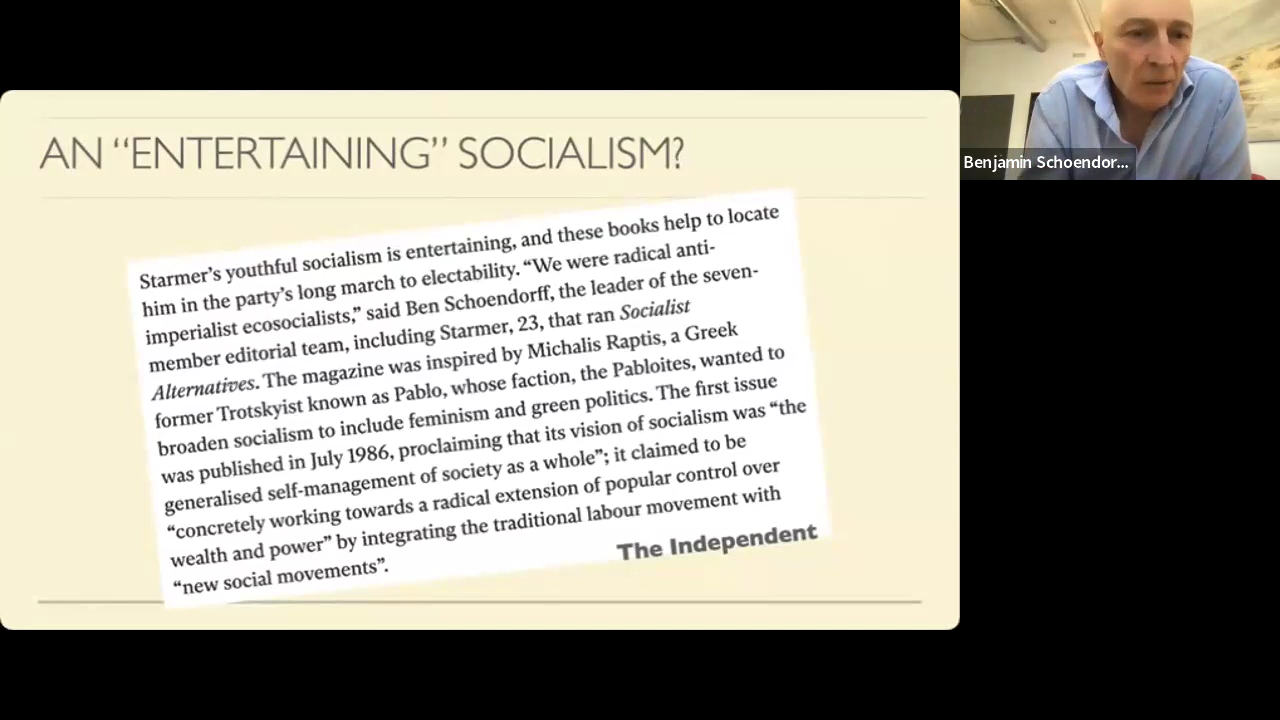 AN “ENTERTAINING” SOCIALISM?
Starmer’s youthful socialism is entertaining, and these books help to locate
him in the party’s long march to electability. “We were radical anti-
imperialist ecosocialists,” said Ben Schoendorff, the leader of the seven-
member editorial team, including Starmer, 23, that ran Socialist
Alternatives. The magazine was inspired by Michalis Raptis, a Greek
former Trotskyist known as Pablo, whose faction, the Pabloites, wanted to
broaden socialism to include feminism and green politics. The first issue
was published in July 1986, proclaiming that its vision of socialism was “the
generalised self-management of society as a whole”; it claimed to be
“concretely working towards a radical extension of popular control over
wealth and power” by integrating the traditional labour movement with
“new social movements”.
The Independent
Benjamin Schoendor...